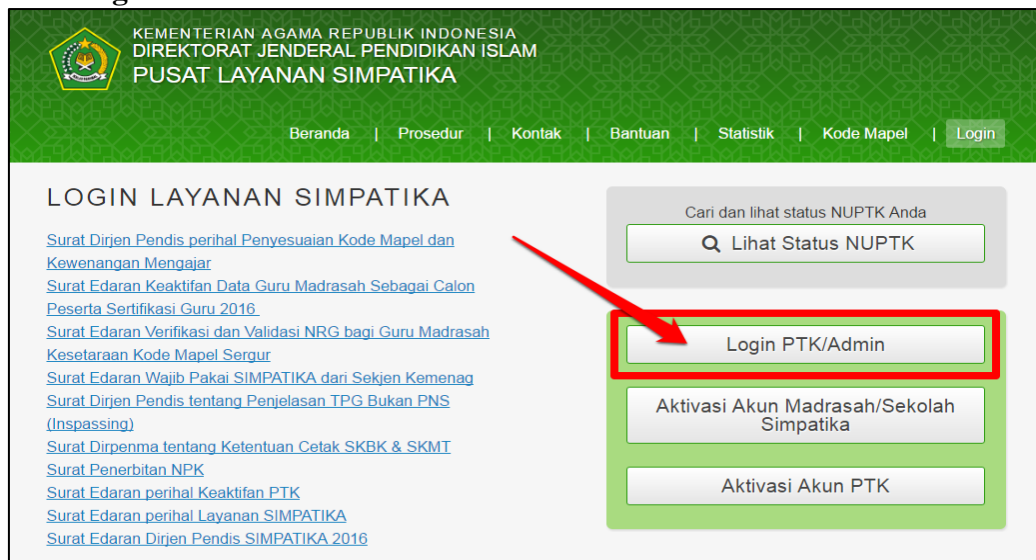 KEMENTERIAN AGAMA REPUBLIK INDONESIA
DIREKTORAT JENDERAL PENDIDIKAN ISLAM
PUSAT LAYANAN SIMPATIKA
Beranda | Prosedur | Kontak | Bantuan | Statistik | Kode Mapel | Login
LOGIN LAYANAN SIMPATIKA
Surat Dirjen Pendis perihal Penyesuaian Kode Mapel dan
Kewenangan Mengajar
Surat Edaran Keaktifan Data Guru Madrasah Sebagai Calon
Peserta Sertifikasi Guru 2016
Surat Edaran Verifikasi dan Validasi NRG bagi Guru Madrasah
Kesetaraan Kode Mapel Sergur
Surat Edaran Wajib Pakai SIMPATIKA dari Sekjen Kemenag
Surat Dirjen Pendis tentang Penjelasan TPG Bukan PNS
(Inspassing)
Surat Dirpenma tentang Ketentuan Cetak SKBK & SKMT
Surat Penerbitan NPK
Surat Edaran perihal Keaktifan PTK
Surat Edaran perihal Layanan SIMPATIKA
Surat Edaran Dirjen Pendis SIMPATIKA 2016
Cari dan lihat status NUPTK Anda
Lihat Status NUPTK
Login PTK/Admin
Aktivasi Akun Madrasah/Sekolah
Simpatika
Aktivasi Akun PTK